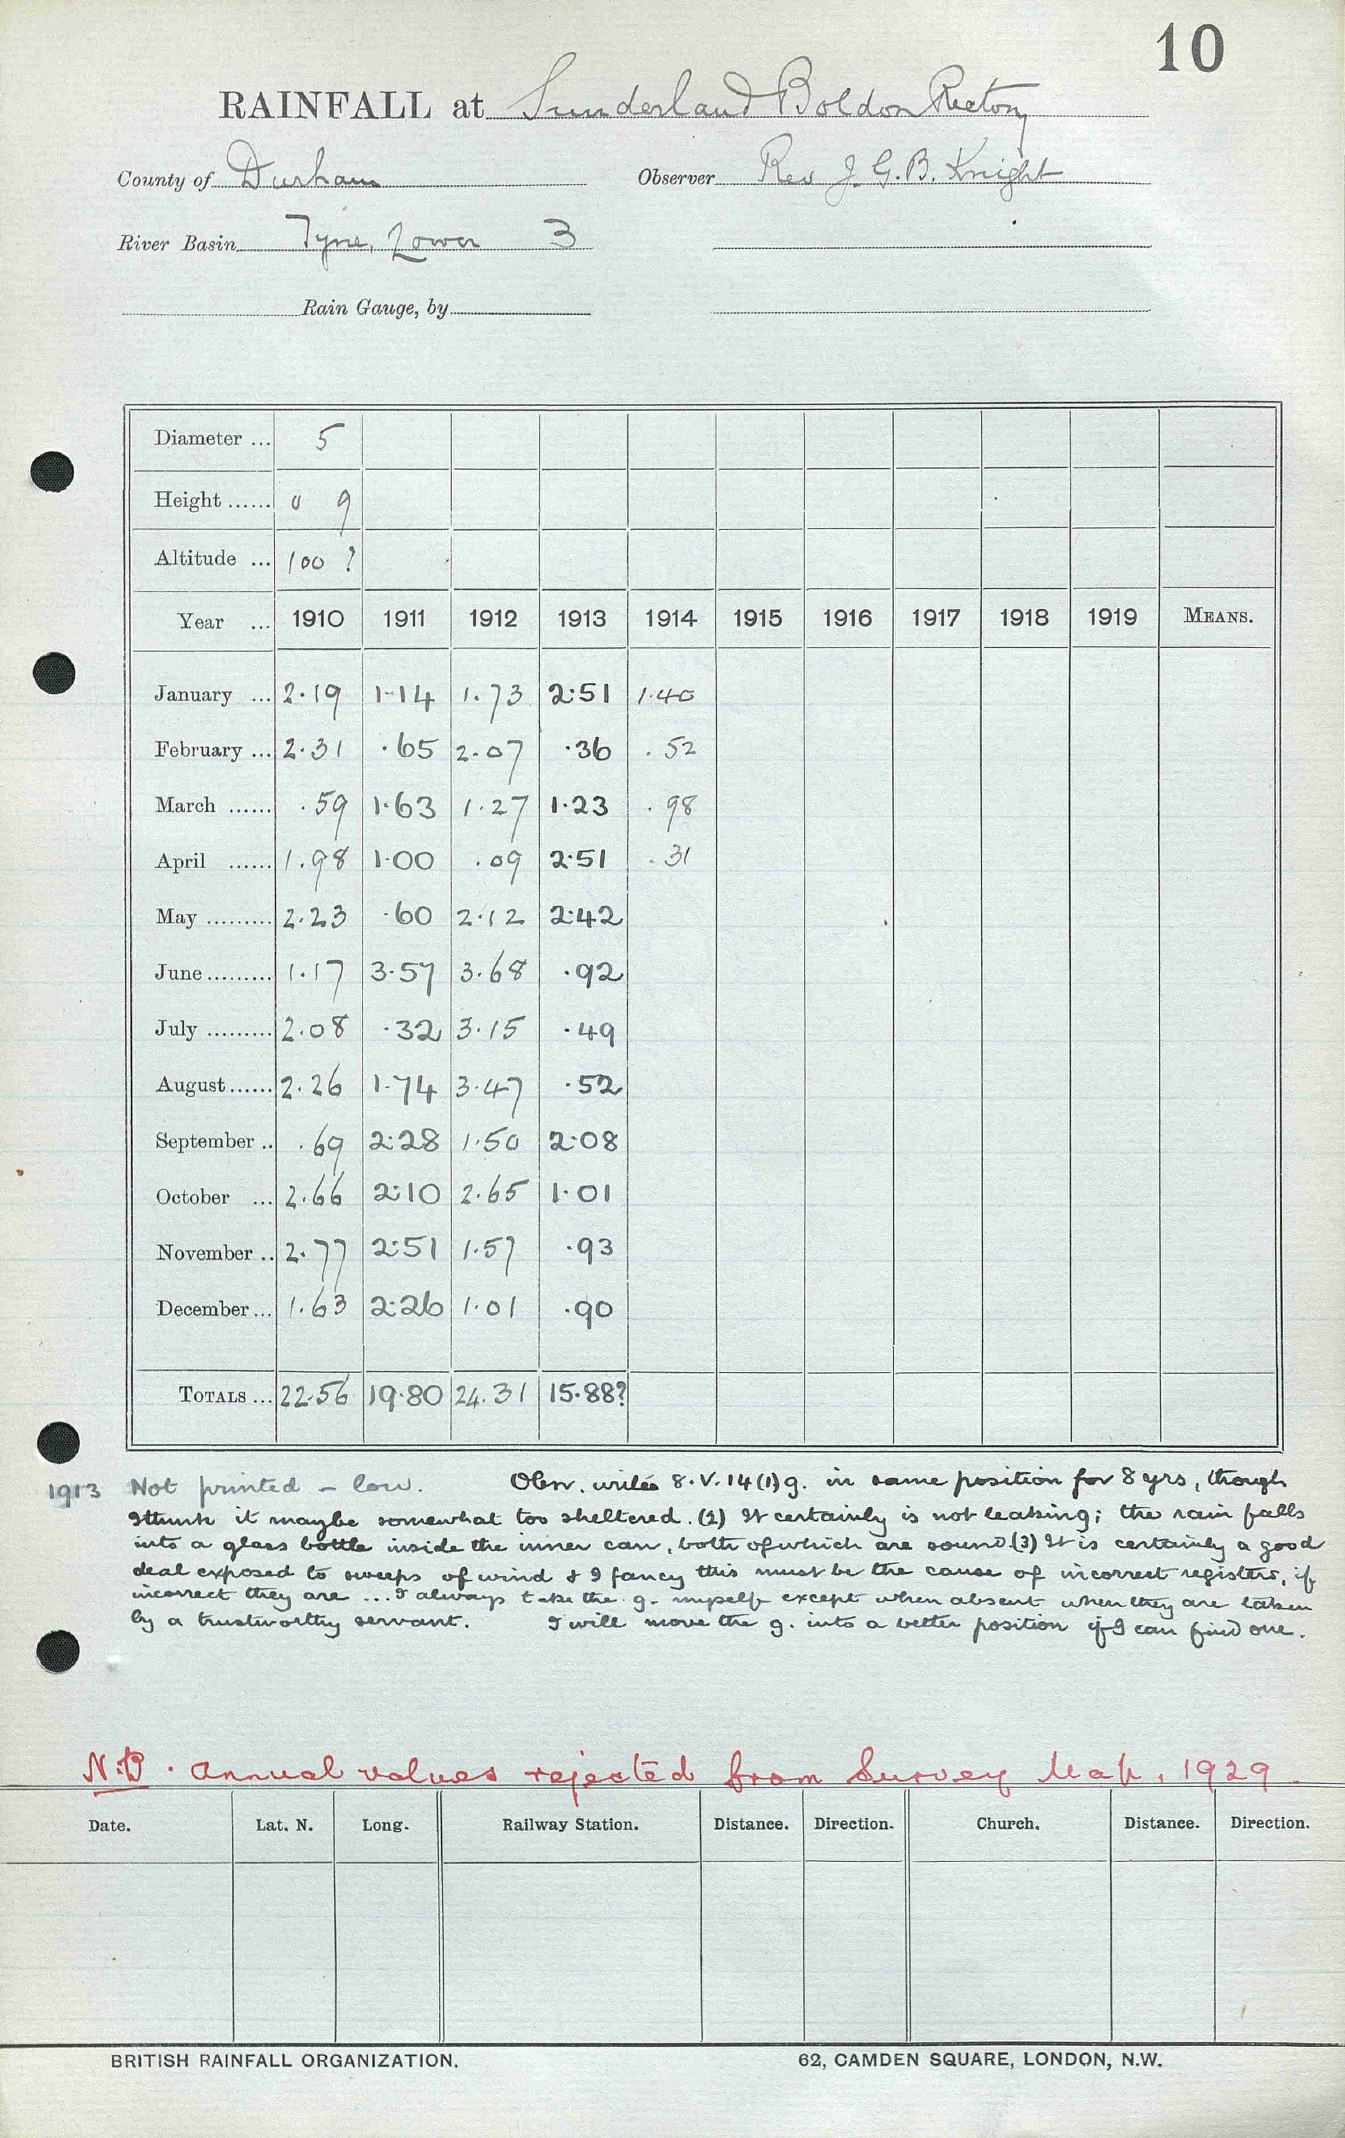 10
RAINFALL at Sunderland Boldon Rectory
County of Durham Observer Rev J. G. B. Knight
River Basin Tyne, Lower 3
Rain Gauge, by
Diameter ... 5
Height ...... 0 9
Altitude ... 100 ?
Year ... 1910 1911 1912 1913 1914 1915 1916 1917 1918 1919 MEANS.
January ... 2.19 1.14 1.73 2.51 1.40
February ... 2.31 .65 2.07 .36 .52
March ...... .59 1.63 1.27 1.23 .98
April ...... 1.98 1.00 .09 2.51 .31
May ......... 2.23 .60 2.12 2.42
June ......... 1.17 3.57 3.68 .92
July ......... 2.08 .32 3.15 .49
August ...... 2.26 1.74 3.47 .52
September .. .69 2.28 1.50 2.08
October ... 2.66 2.10 2.65 1.01
November .. 2.77 2.51 1.57 .93
December ... 1.63 2.26 1.01 .90
TOTALS ... 22.56 19.80 24.31 15.88?
1913 Not printed - low. Obsr. writes 8.V.14 (1) g. in same position for 8 yrs, though
I think it maybe somewhat too sheltered. (2) It certainly is not leaking; the rain falls
into a glass bottle inside the inner can, both of which are sound. (3) It is certainly a good
deal exposed to sweeps of wind & I fancy this must be the cause of incorrect registers, if
incorrect they are ... I always take the g. myself except when absent when they are taken
by a trustworthy servant. I will move the g. into a better position if I can find one.
N.B. Annual values rejected from Survey Map, 1929.
Date. Lat. N. Long. Railway Station. Distance. Direction. Church. Distance. Direction.
BRITISH RAINFALL ORGANIZATION. 62, CAMDEN SQUARE, LONDON, N.W.